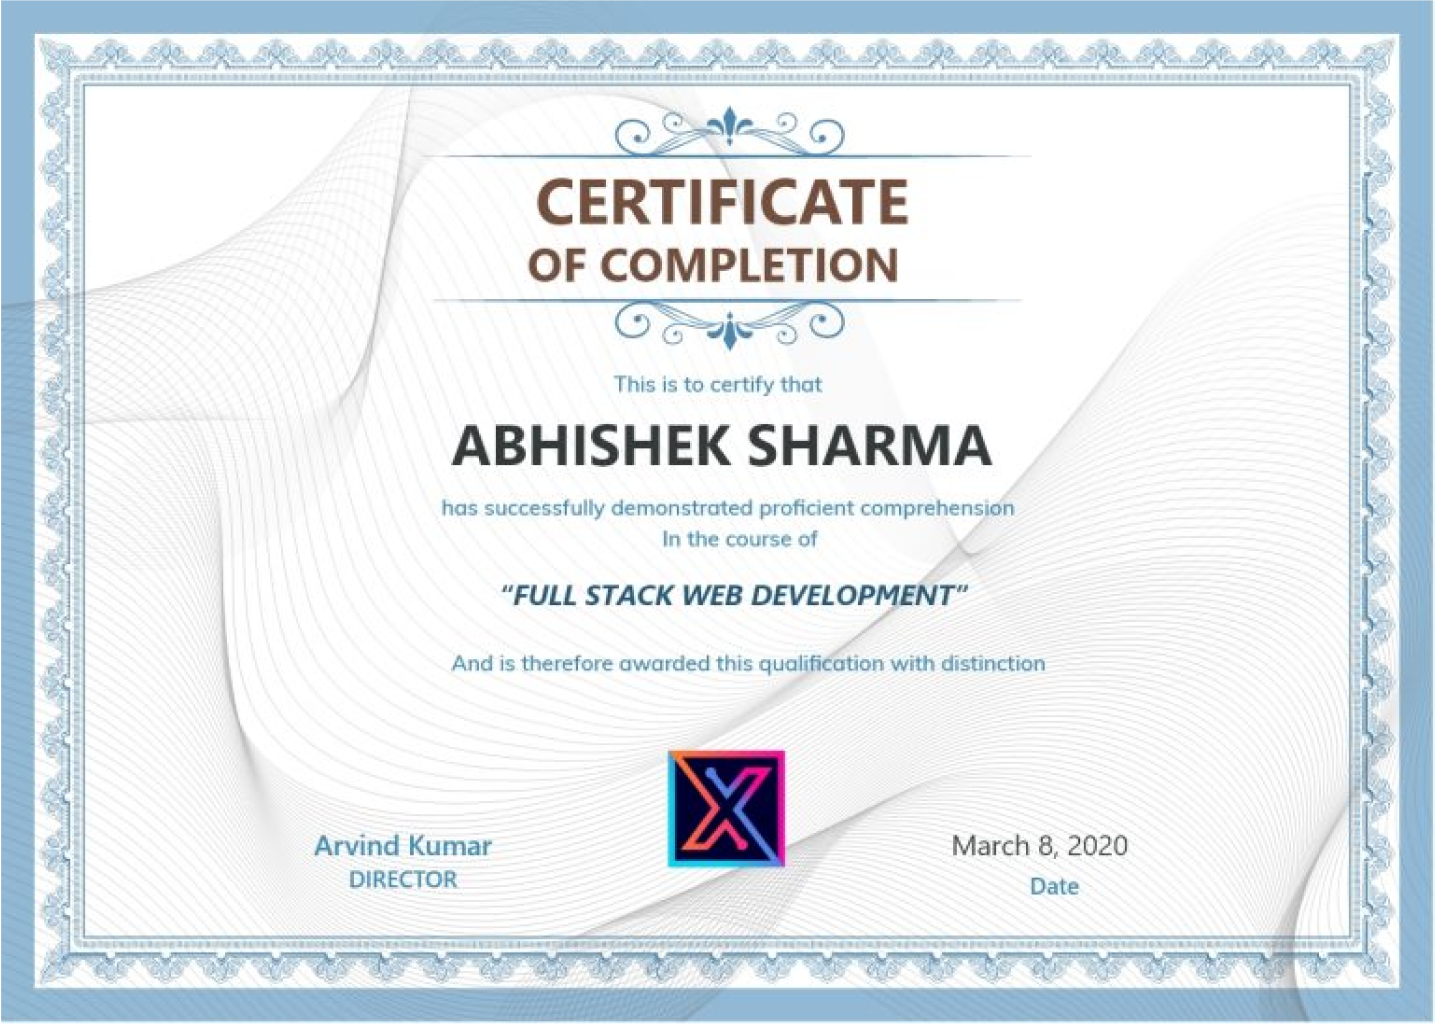 CERTIFICATE
OF COMPLETION
This is to certify that
ABHISHEK SHARMA
has successfully demonstrated proficient comprehension
In the course of
“FULL STACK WEB DEVELOPMENT”
And is therefore awarded this qualification with distinction
Arvind Kumar
DIRECTOR
March 8, 2020
Date